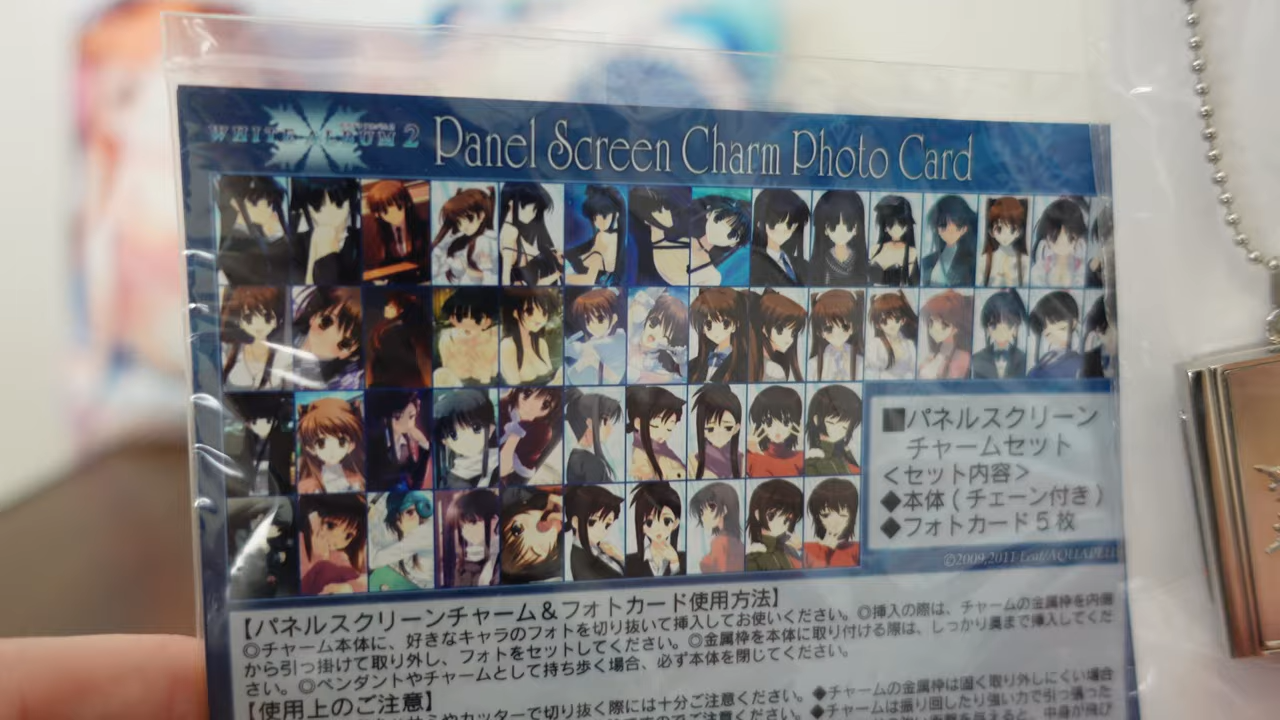 WHITE ALBUM 2
Panel Screen Charm Photo Card
■パネルスクリーン
チャームセット
<セット内容>
◆本体(チェーン付き)
◆フォトカード5枚
©2009,2011 Leaf/AQUAPLUS
【パネルスクリーンチャーム&フォトカード使用方法】
◎チャーム本体に、好きなキャラのフォトを切り抜いて挿入してお使いください。◎挿入の際は、チャームの金属枠を内側
から引っ掛けて取り外し、フォトをセットしてください。◎金属枠を本体に取り付ける際は、しっかり奥まで挿入してくだ
さい。◎ペンダントやチャームとして持ち歩く場合、必ず本体を閉じてください。
【使用上のご注意】
やカッターで切り抜く際には十分ご注意ください。◆チャームの金属枠は固く取り外しにくい場合
◆チャームは振り回したり強い力で引っ張った